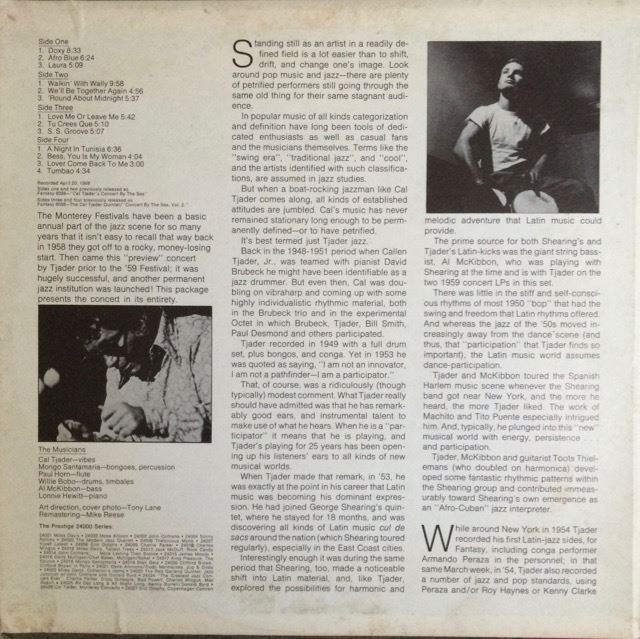 Side One
1. Doxy 8:33
2. Afro Blue 6:24
3. Laura 5:09
Side Two
1. Walkin' With Wally 9:58
2. We'll Be Together Again 4:56
3. 'Round About Midnight 5:37
Side Three
1. Love Me Or Leave Me 5:42
2. Tu Crees Que 5:10
3. S. S. Groove 5:07
Side Four
1. A Night In Tunisia 6:36
2. Bess, You Is My Woman 4:04
3. Lover Come Back To Me 3:00
4. Tumbao 4:34
Recorded April 20, 1959
Sides one and two previously released as
Fantasy 8038—"Cal Tjader's Concert By The Sea"
Sides three and four previously released as
The Monterey Festivals have been a basic
annual part of the jazz scene for so many
years that it isn't easy to recall that way back
in 1958 they got off to a rocky, money-losing
start. Then came this "preview" concert
by Tjader prior to the '59 Festival; it was
hugely successful, and another permanent
jazz institution was launched! This package
presents the concert in its entirety.
The Musicians
Cal Tjader—vibes
Mongo Santamaria—bongoes, percussion
Paul Horn—flute
Willie Bobo—drums, timbales
Al McKibbon—bass
Lonnie Hewitt—piano
Art direction, cover photo—Tony Lane
Remastering—Mike Reese
The Prestige 24000 Series:
Standing still as an artist in a readily de-
fined field is a lot easier than to shift,
drift, and change one's image. Look
around pop music and jazz—there are plenty
of petrified performers still going through the
same old thing for their same stagnant audi-
ence.
In popular music of all kinds categorization
and definition have long been tools of dedi-
cated enthusiasts as well as casual fans
and the musicians themselves. Terms like the
"swing era", "traditional jazz", and "cool",
and the artists identified with such classifica-
tions, are assumed in jazz studies.
But when a boat-rocking jazzman like Cal
Tjader comes along, all kinds of established
attitudes are jumbled. Cal's music has never
remained stationary long enough to be perm-
anently defined—or to have petrified.
It's best termed just Tjader jazz.
Back in the 1948-1951 period when Callen
Tjader, Jr., was teamed with pianist David
Brubeck he might have been identifiable as a
jazz drummer. But even then, Cal was dou-
bling on vibraharp and coming up with some
highly individualistic rhythmic material, both
in the Brubeck trio and in the experimental
Octet in which Brubeck, Tjader, Bill Smith,
Paul Desmond and others participated.
Tjader recorded in 1949 with a full drum
set, plus bongos, and conga. Yet in 1953 he
was quoted as saying, "I am not an innovator,
I am not a pathfinder—I am a participator."
That, of course, was a ridiculously (though
typically) modest comment. What Tjader really
should have admitted was that he has remark-
ably good ears, and instrumental talent to
make use of what he hears. When he is a "par-
ticipator" it means that he is playing, and
Tjader's playing for 25 years has been open-
ing up his listeners' ears to all kinds of new
musical worlds.
When Tjader made that remark, in '53, he
was exactly at the point in his career that Latin
music was becoming his dominant expres-
sion. He had joined George Shearing's quin-
tet, where he stayed for 18 months, and was
discovering all kinds of Latin music cul de
sacs around the nation (which Shearing toured
regularly), especially in the East Coast cities.
Interestingly enough it was during the same
period that Shearing, too, made a noticeable
shift into Latin material, and, like Tjader,
explored the possibilities for harmonic and
melodic adventure that Latin music could
provide.
The prime source for both Shearing's and
Tjader's Latin-kicks was the giant string bass-
ist, Al McKibbon, who was playing with
Shearing at the time and is with Tjader on the
two 1959 concert LPs in this set.
There was little in the stiff and self-consci-
ous rhythms of most 1950 "bop" that had the
swing and freedom that Latin rhythms offered.
And whereas the jazz of the '50s moved in-
creasingly away from the dance scene (and
thus, that "participation" that Tjader finds so
important), the Latin music world assumes
dance-participation.
Tjader and McKibbon toured the Spanish
Harlem music scene whenever the Shearing
band got near New York, and the more he
heard, the more Tjader liked. The work of
Machito and Tito Puente especially intrigued
him. And, typically, he plunged into this "new"
musical world with energy, persistence . . .
and participation.
Tjader, McKibbon and guitarist Toots Thiel-
emans (who doubled on harmonica) devel-
oped some fantastic rhythmic patterns within
the Shearing group and contributed immeas-
urably toward Shearing's own emergence as
an "Afro-Cuban" jazz interpreter.
While around New York in 1954 Tjader
recorded his first Latin-jazz sides, for
Fantasy, including conga performer
Armando Peraza in the personnel; in that
same March week, in '54, Tjader also recorded
a number of jazz and pop standards, using
Peraza and/or Roy Haynes or Kenny Clarke